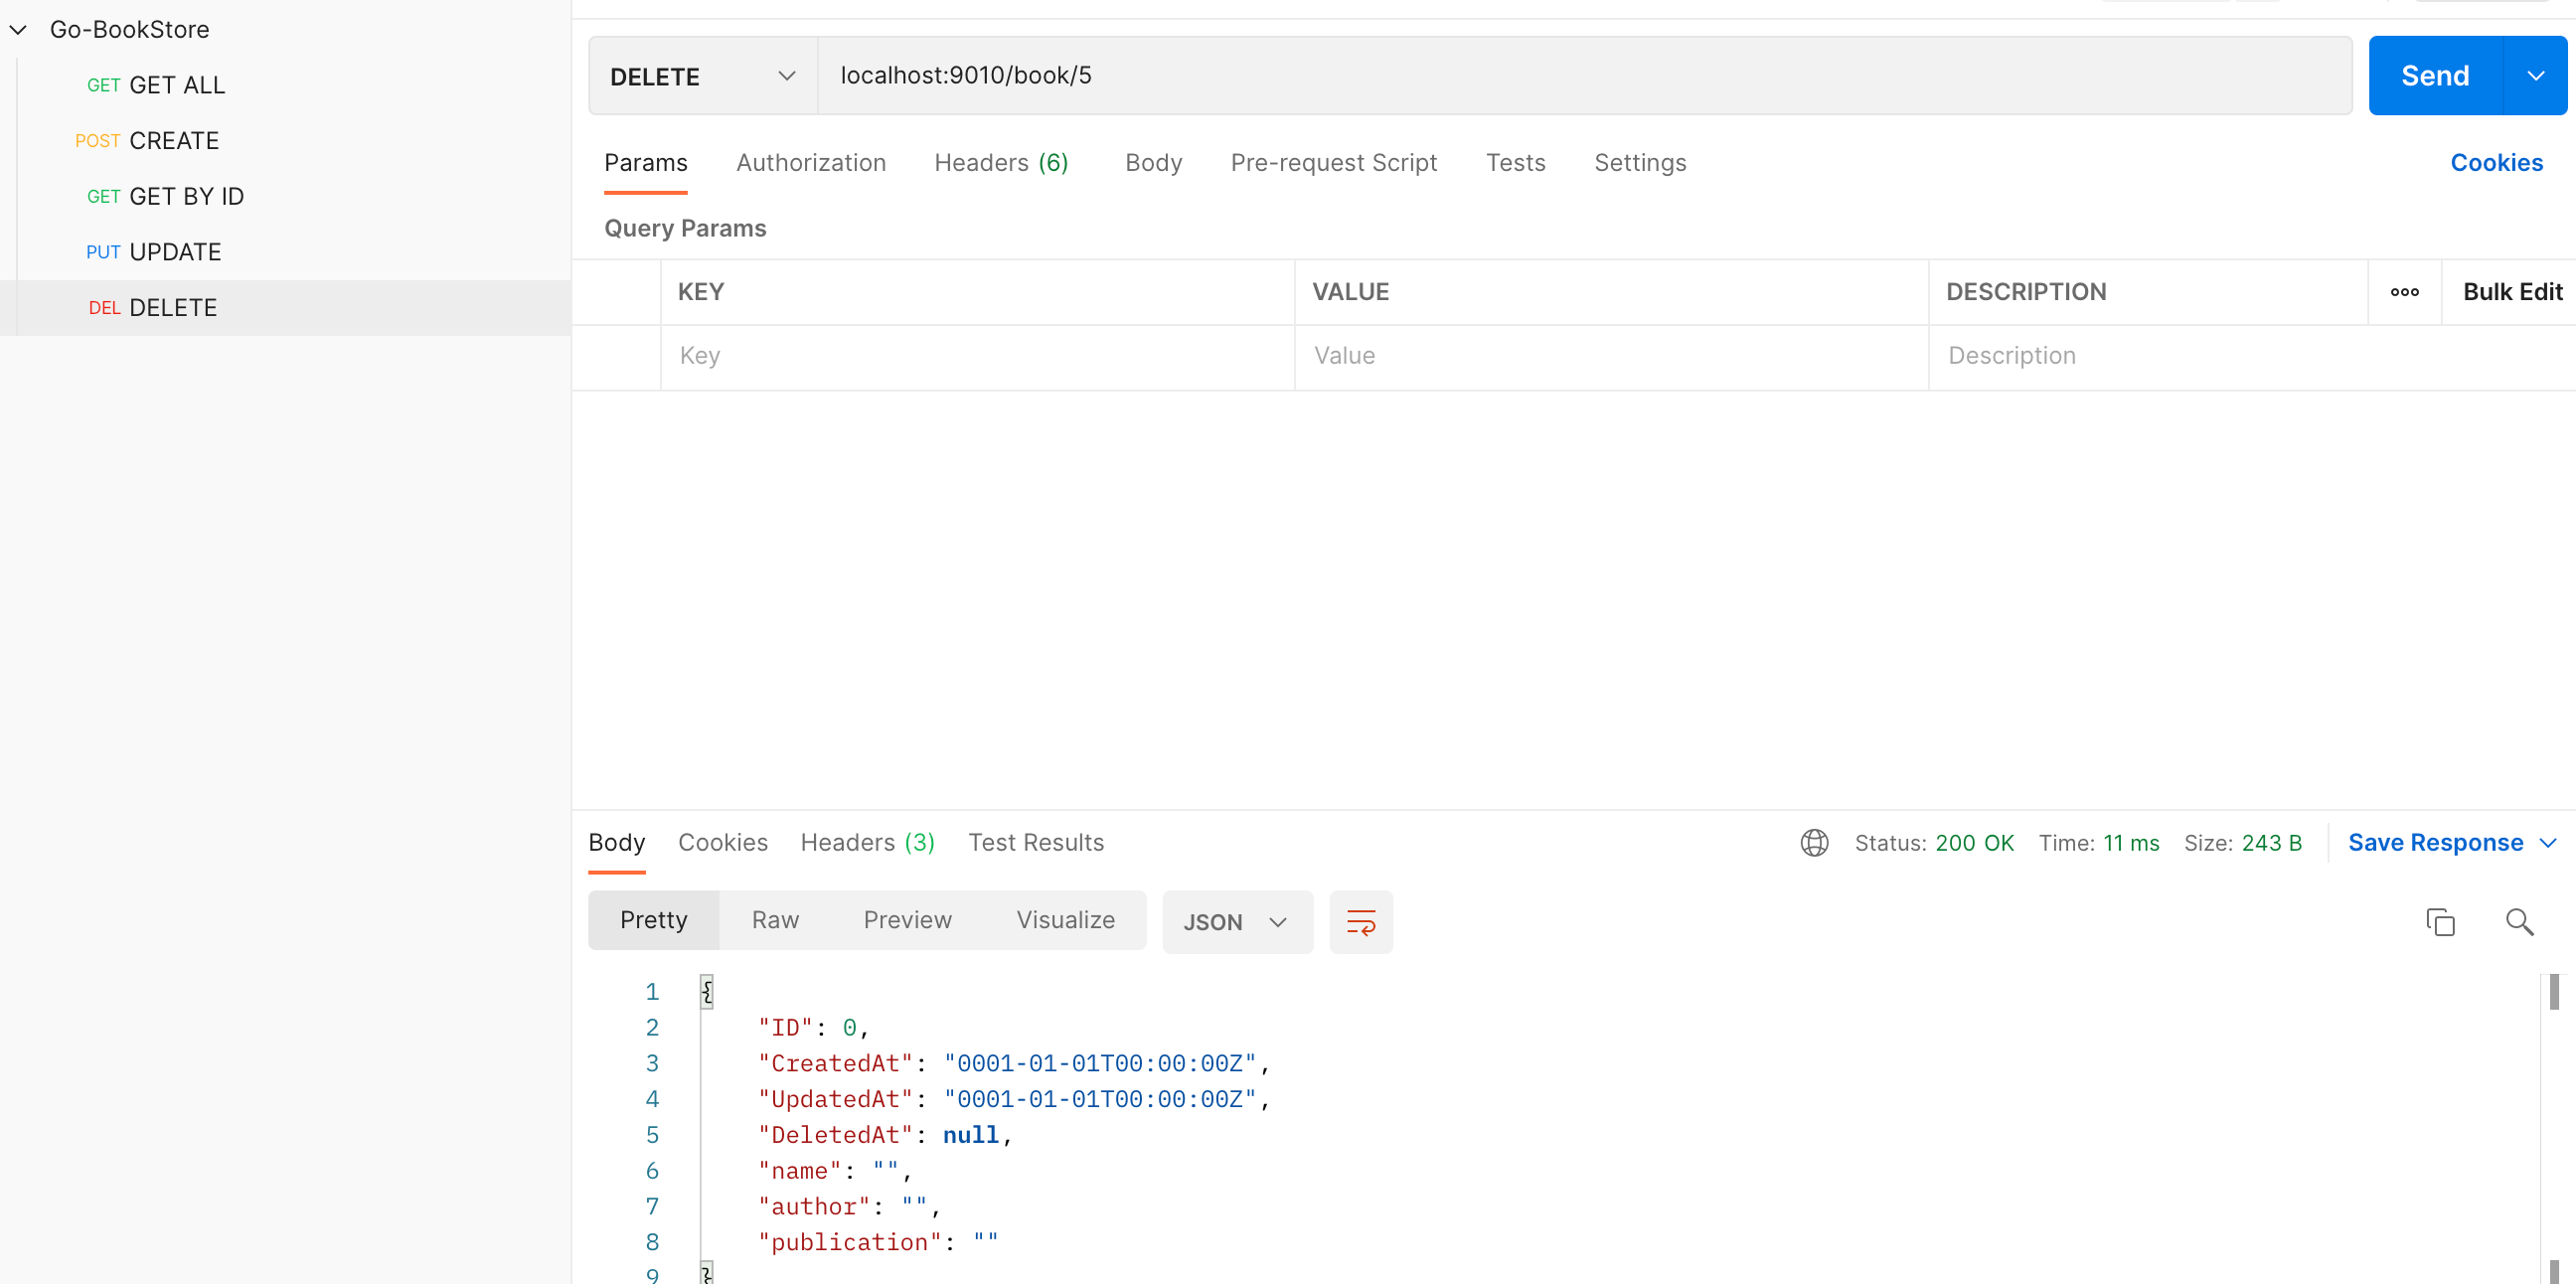 Go-BookStore
GET GET ALL
POST CREATE
GET GET BY ID
PUT UPDATE
DEL DELETE
DELETE localhost:9010/book/5 Send
Params Authorization Headers (6) Body Pre-request Script Tests Settings Cookies
Query Params
KEY VALUE DESCRIPTION ooo Bulk Edit
Key Value Description
Body Cookies Headers (3) Test Results Status: 200 OK Time: 11 ms Size: 243 B Save Response
Pretty Raw Preview Visualize JSON
1 {
2 "ID": 0,
3 "CreatedAt": "0001-01-01T00:00:00Z",
4 "UpdatedAt": "0001-01-01T00:00:00Z",
5 "DeletedAt": null,
6 "name": "",
7 "author": "",
8 "publication": ""
9 }